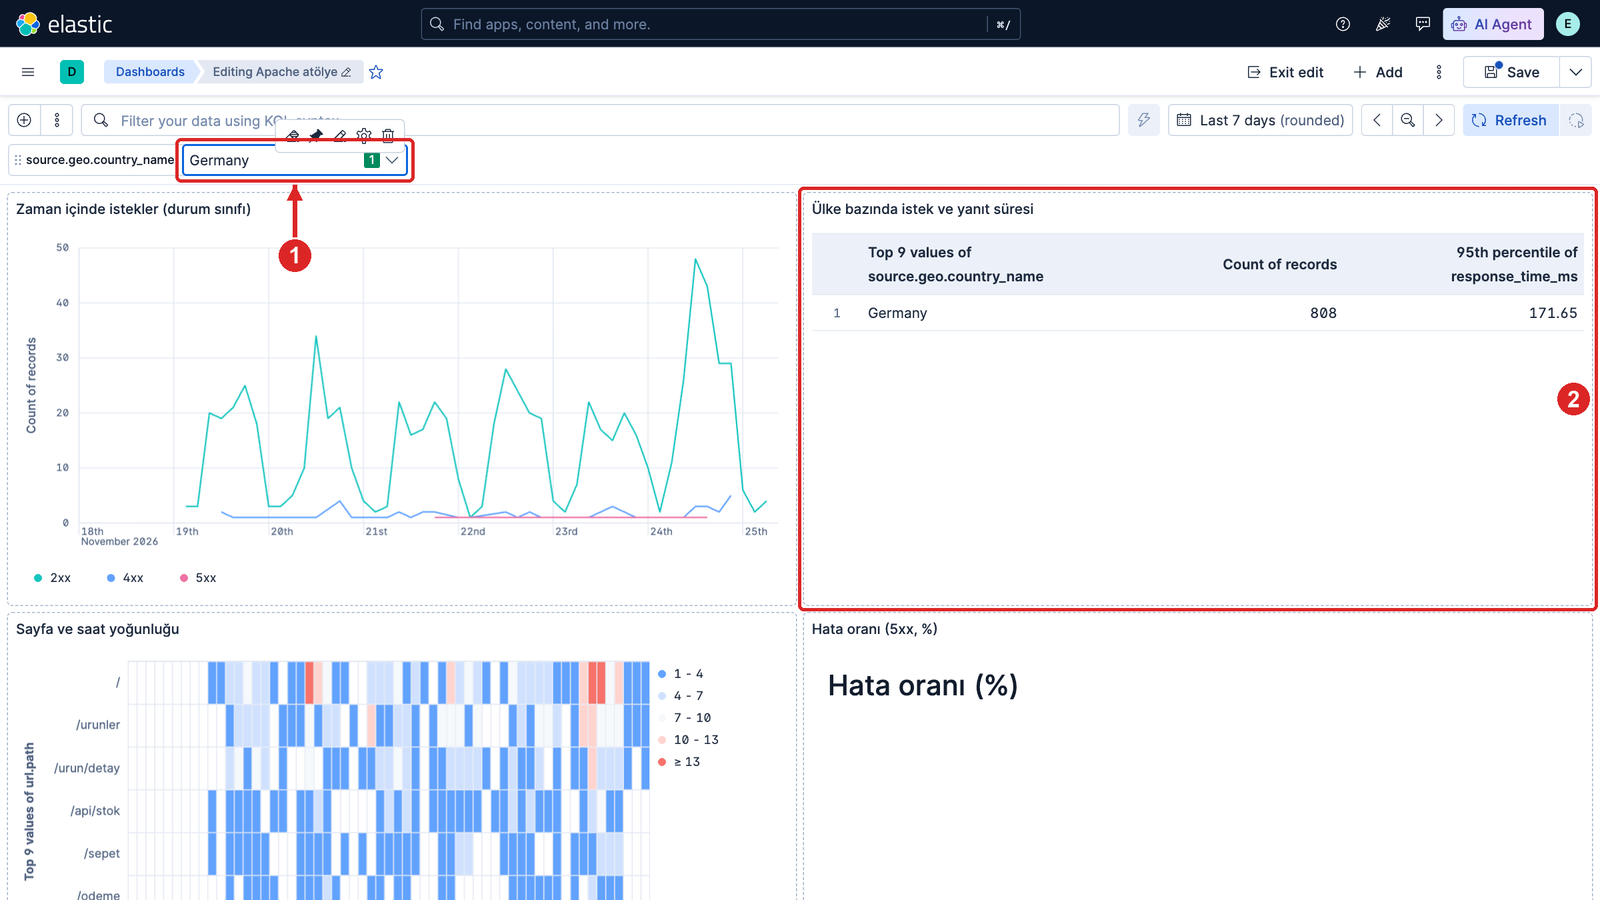 elastic
Find apps, content, and more.
⌘/
AI Agent
E
D
Dashboards
Editing Apache atölye
Exit edit
Add
Save
Filter your data using KQL syntax
Last 7 days (rounded)
Refresh
source.geo.country_name
Germany
1
1
Zaman içinde istekler (durum sınıfı)
Count of records
50
40
30
20
10
0
18th
19th
20th
21st
22nd
23rd
24th
25th
November 2026
2xx
4xx
5xx
Ülke bazında istek ve yanıt süresi
Top 9 values of source.geo.country_name
Count of records
95th percentile of response_time_ms
1
Germany
808
171.65
2
Sayfa ve saat yoğunluğu
Top 9 values of url.path
/
/urunler
/urun/detay
/api/stok
/sepet
/odeme
1 - 4
4 - 7
7 - 10
10 - 13
≥ 13
Hata oranı (5xx, %)
Hata oranı (%)